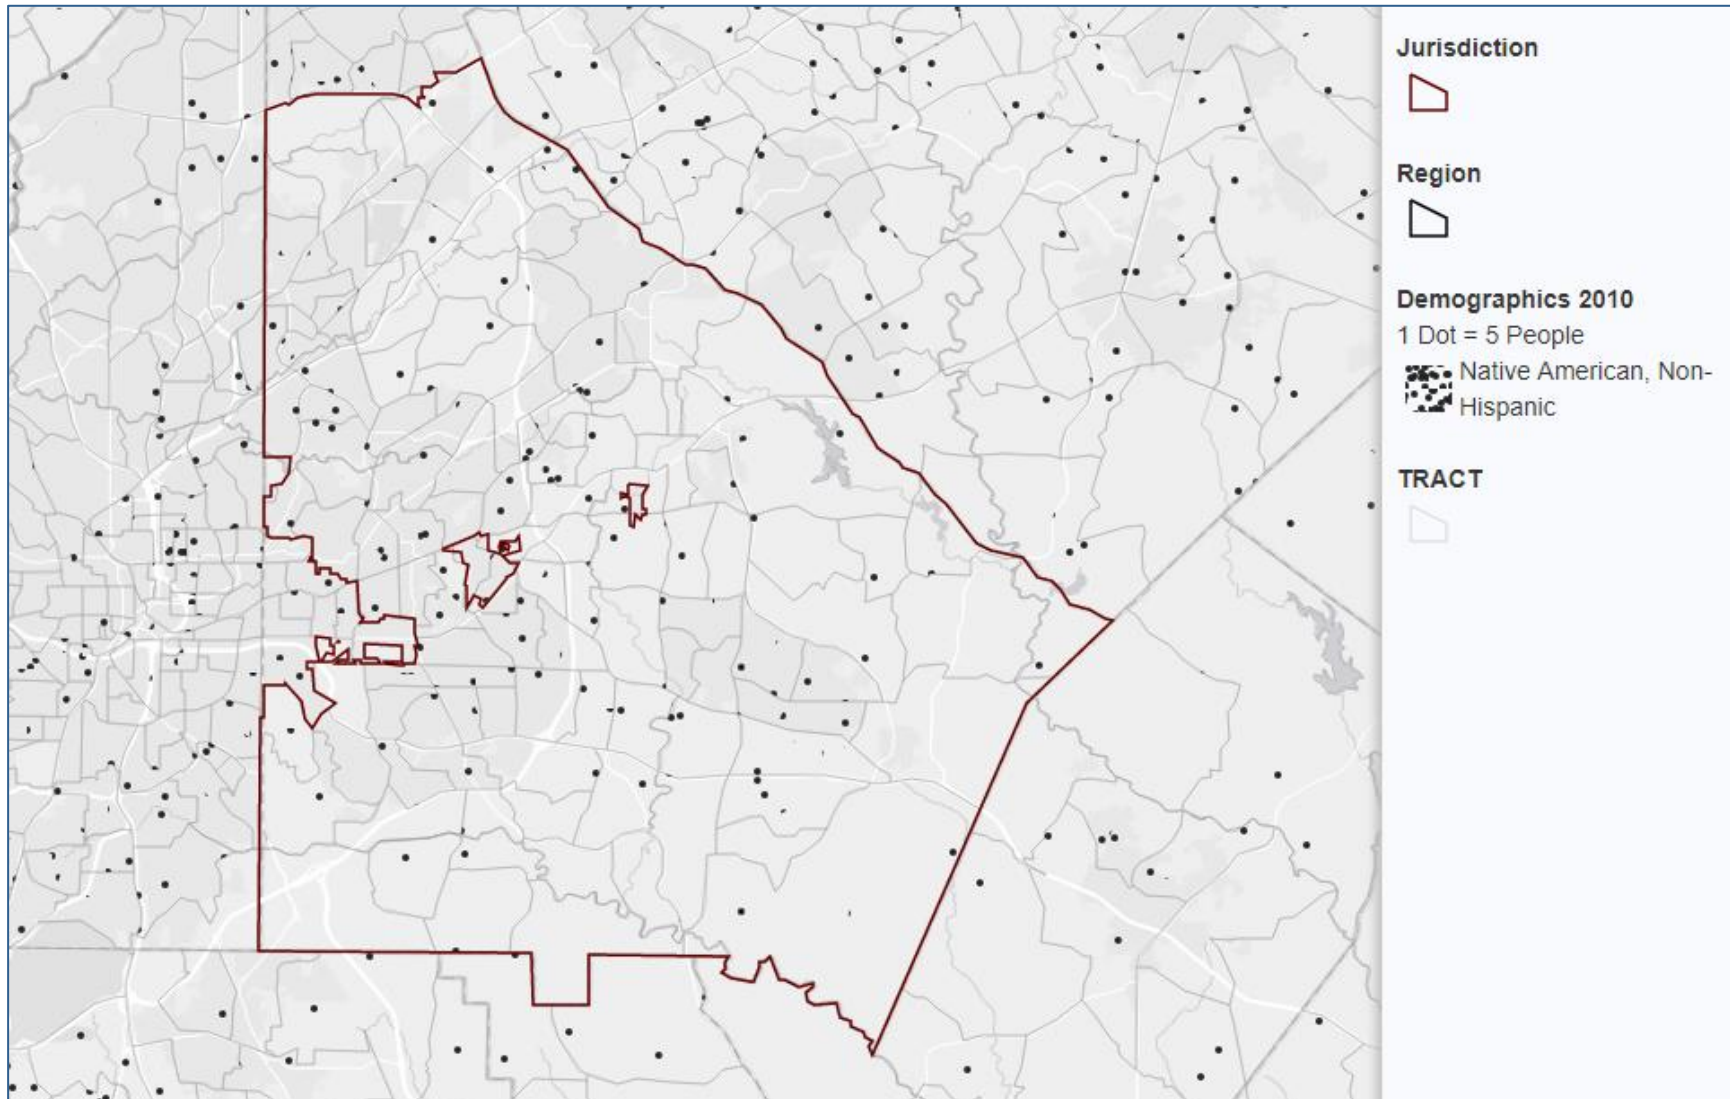 Jurisdiction
Region
Demographics 2010
1 Dot = 5 People
Native American, Non-
Hispanic
TRACT